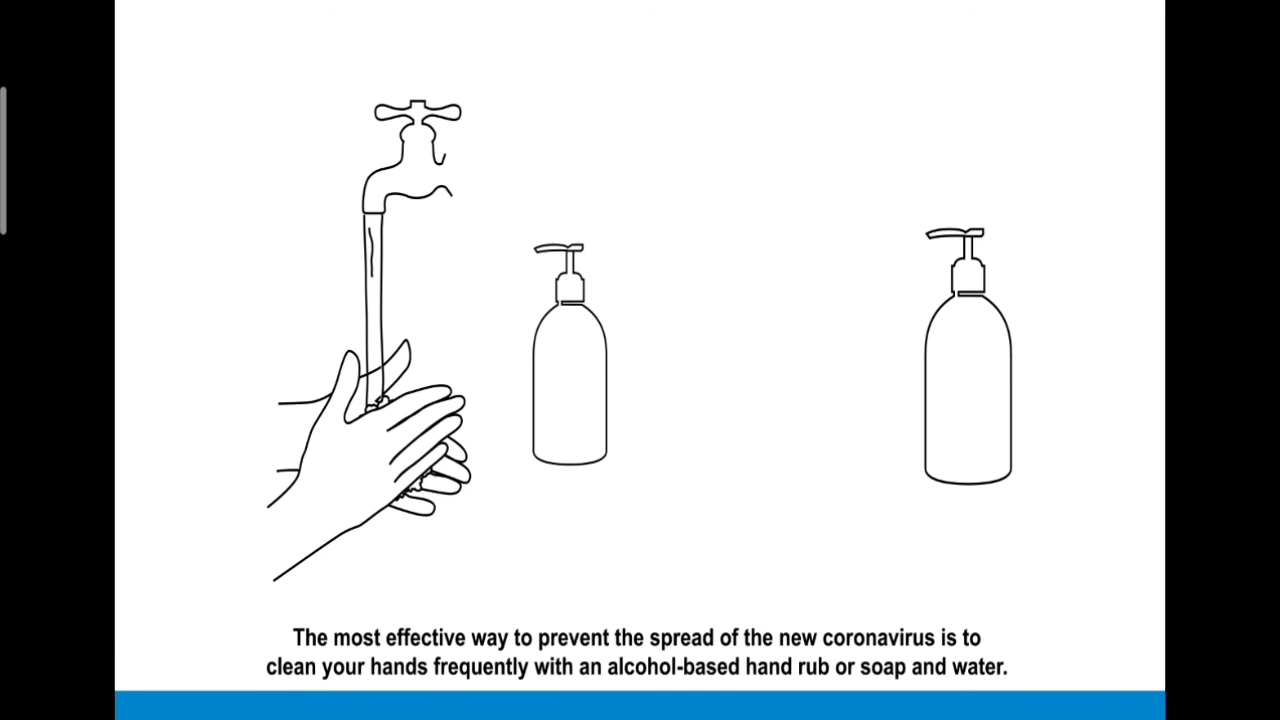 The most effective way to prevent the spread of the new coronavirus is to
clean your hands frequently with an alcohol-based hand rub or soap and water.